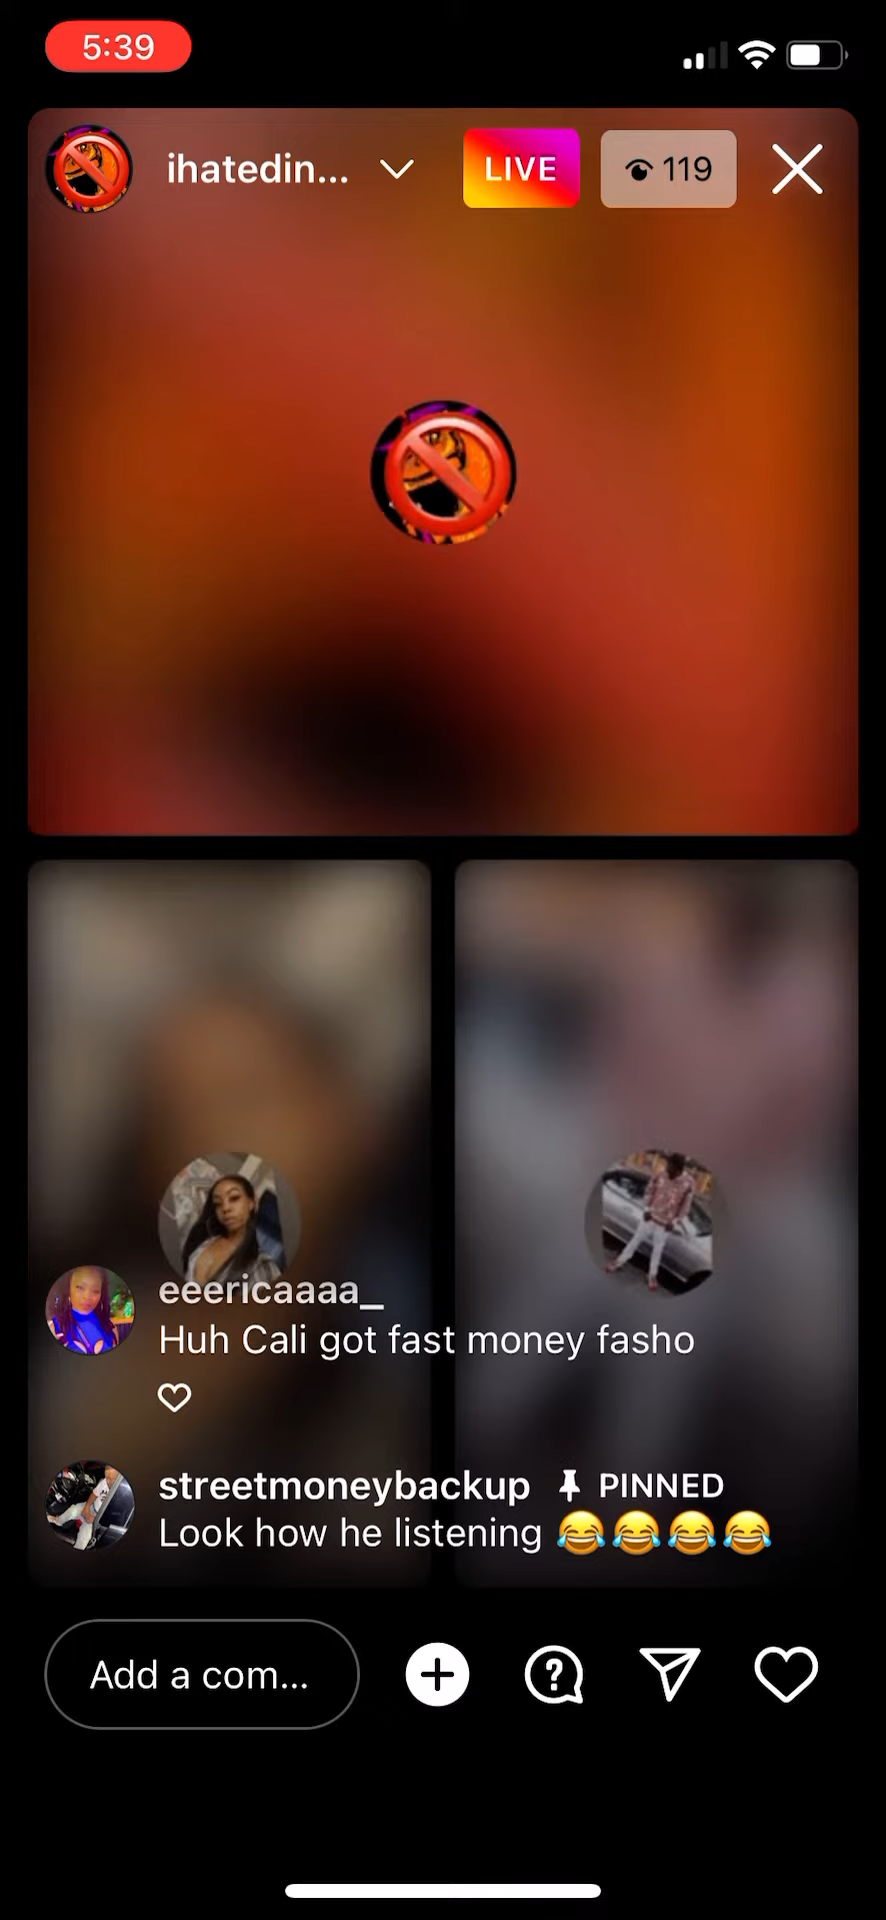 5:39
ihatedin...
LIVE
119
eeericaaaa_
Huh Cali got fast money fasho
streetmoneybackup PINNED
Look how he listening 😂😂😂😂
Add a com...